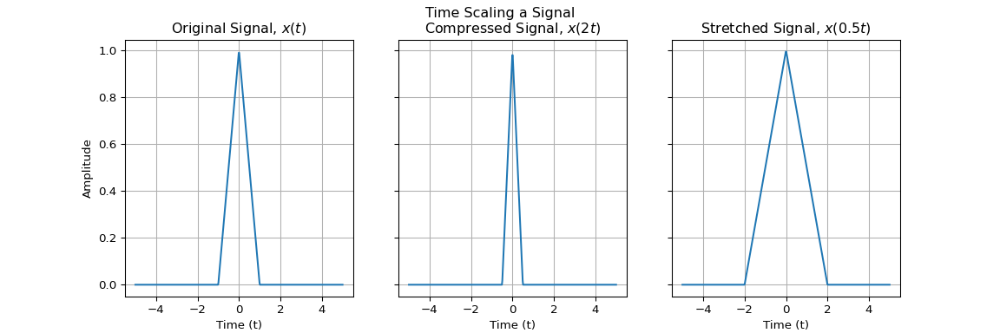 Time Scaling a Signal
Original Signal, x(t)
Compressed Signal, x(2t)
Stretched Signal, x(0.5t)
Amplitude
1.0
0.8
0.6
0.4
0.2
0.0
−4 −2 0 2 4
Time (t)
−4 −2 0 2 4
Time (t)
−4 −2 0 2 4
Time (t)